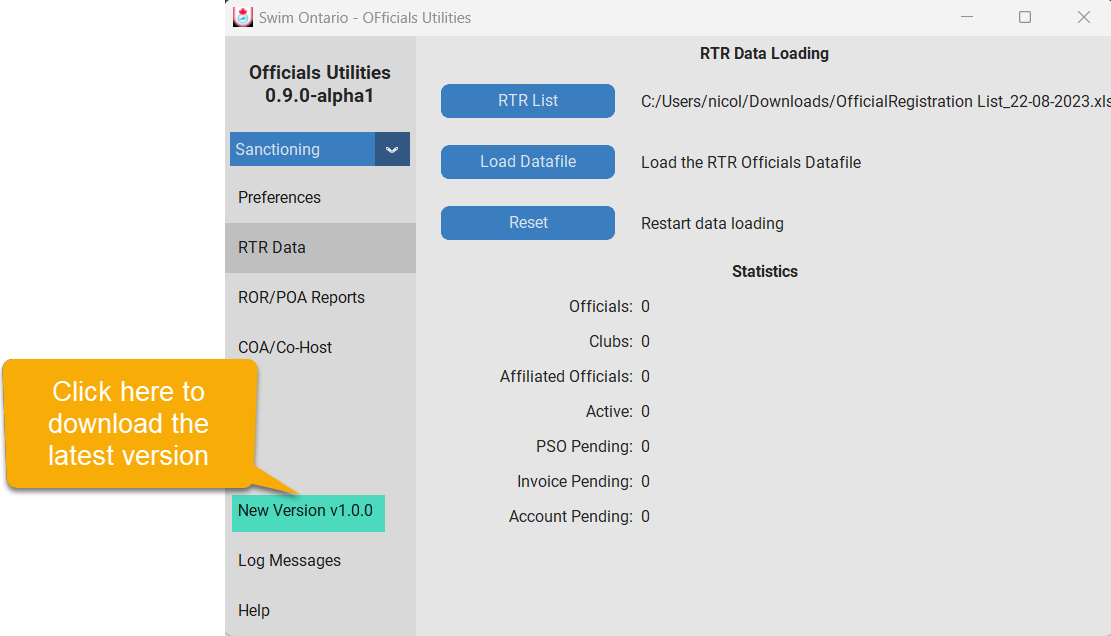 Swim Ontario - OFficials Utilities
Officials Utilities
0.9.0-alpha1
Sanctioning
Preferences
RTR Data
ROR/POA Reports
COA/Co-Host
Click here to
download the
latest version
New Version v1.0.0
Log Messages
Help
RTR Data Loading
RTR List C:/Users/nicol/Downloads/OfficialRegistration List_22-08-2023.xls
Load Datafile Load the RTR Officials Datafile
Reset Restart data loading
Statistics
Officials: 0
Clubs: 0
Affiliated Officials: 0
Active: 0
PSO Pending: 0
Invoice Pending: 0
Account Pending: 0